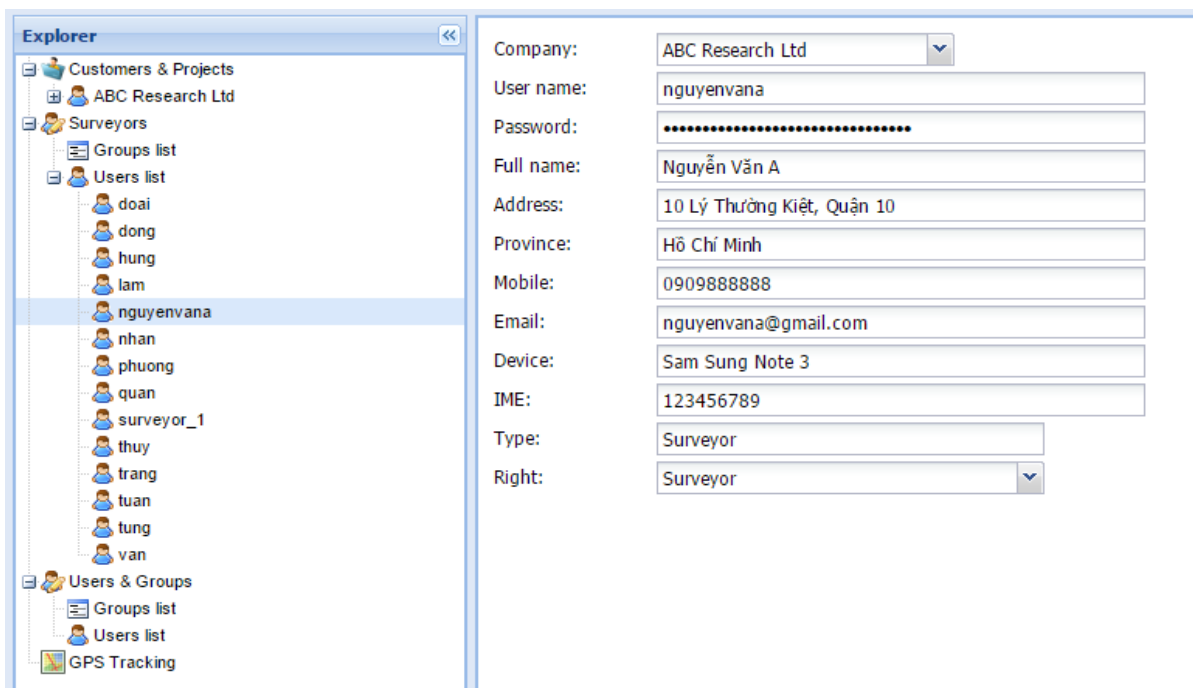 Explorer
Customers & Projects
ABC Research Ltd
Surveyors
Groups list
Users list
doai
dong
hung
lam
nguyenvana
nhan
phuong
quan
surveyor_1
thuy
trang
tuan
tung
van
Users & Groups
Groups list
Users list
GPS Tracking
Company: ABC Research Ltd
User name: nguyenvana
Password: ••••••••••••••••••••••••••••••••
Full name: Nguyễn Văn A
Address: 10 Lý Thường Kiệt, Quận 10
Province: Hồ Chí Minh
Mobile: 0909888888
Email: nguyenvana@gmail.com
Device: Sam Sung Note 3
IME: 123456789
Type: Surveyor
Right: Surveyor